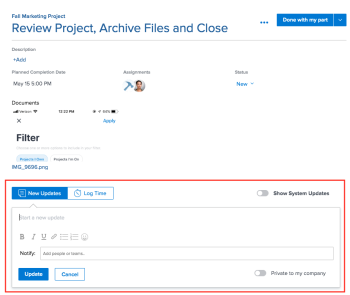 Fall Marketing Project
Review Project, Archive Files and Close
Done with my part
Description
+Add
Planned Completion Date
Assignments
Status
May 15 5:00 PM
New
Documents
Verizon
12:22 PM
64%
X
Apply
Filter
Projects I Own
Projects I'm On
IMG_9696.png
New Updates
Log Time
Show System Updates
Start a new update
B I U
Notify:
Add people or teams...
Update
Cancel
Private to my company